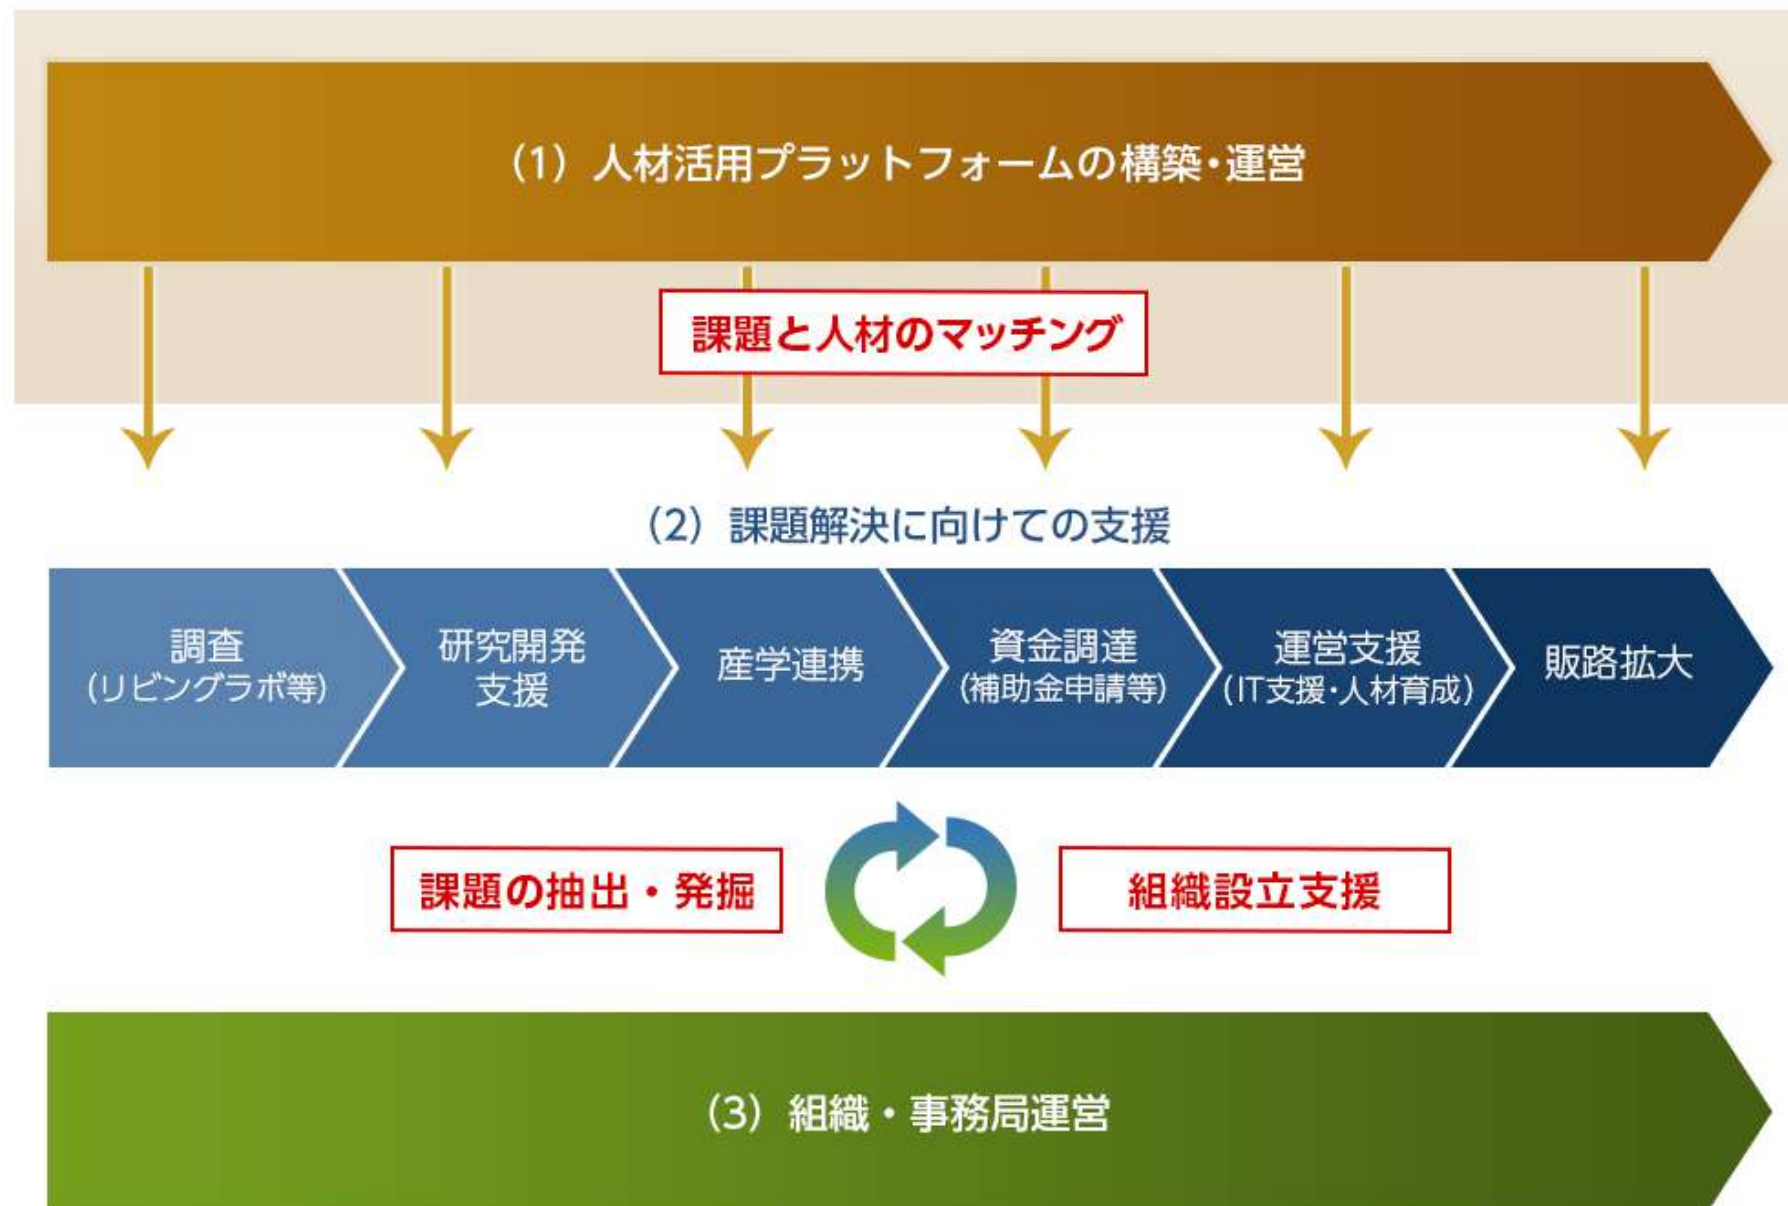 (1) 人材活用プラットフォームの構築・運営
課題と人材のマッチング
(2) 課題解決に向けての支援
調査
(リビングラボ等)
研究開発
支援
産学連携
資金調達
(補助金申請等)
運営支援
(IT支援・人材育成)
販路拡大
課題の抽出・発掘
組織設立支援
(3) 組織・事務局運営